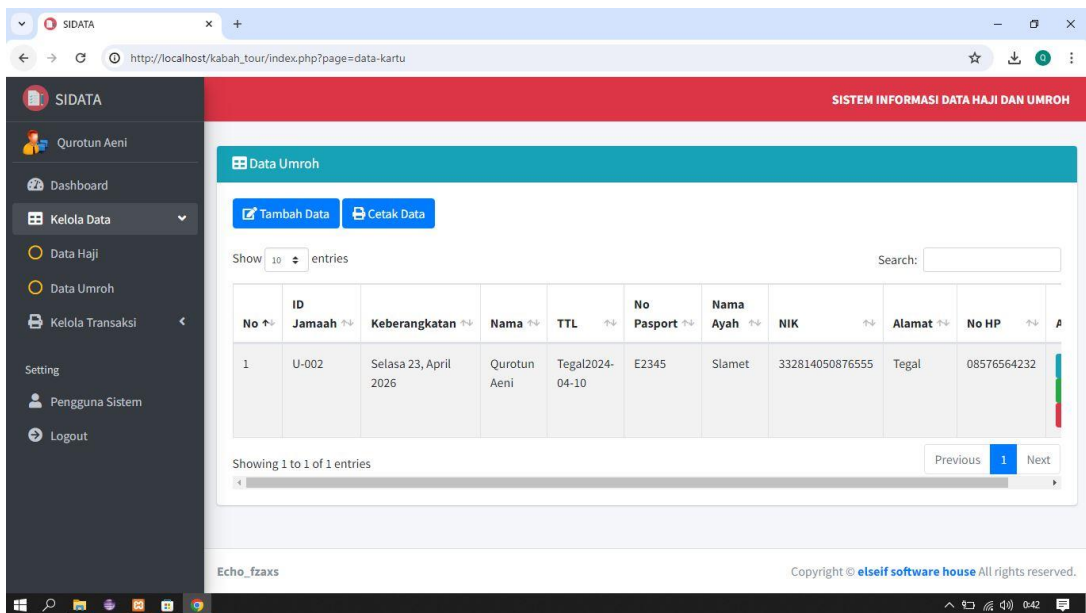 SIDATA
http://localhost/kabah_tour/index.php?page=data-kartu
Q
SIDATA
SISTEM INFORMASI DATA HAJI DAN UMROH
Qurotun Aeni
Dashboard
Kelola Data
Data Haji
Data Umroh
Kelola Transaksi
Setting
Pengguna Sistem
Logout
Data Umroh
Tambah Data Cetak Data
Show 10 entries Search:
No ID Jamaah Keberangkatan Nama TTL No Pasport Nama Ayah NIK Alamat No HP A
1 U-002 Selasa 23, April 2026 Qurotun Aeni Tegal2024-04-10 E2345 Slamet 332814050876555 Tegal 08576564232
Showing 1 to 1 of 1 entries Previous 1 Next
Echo_fzaxs Copyright © elseif software house All rights reserved.
0:42